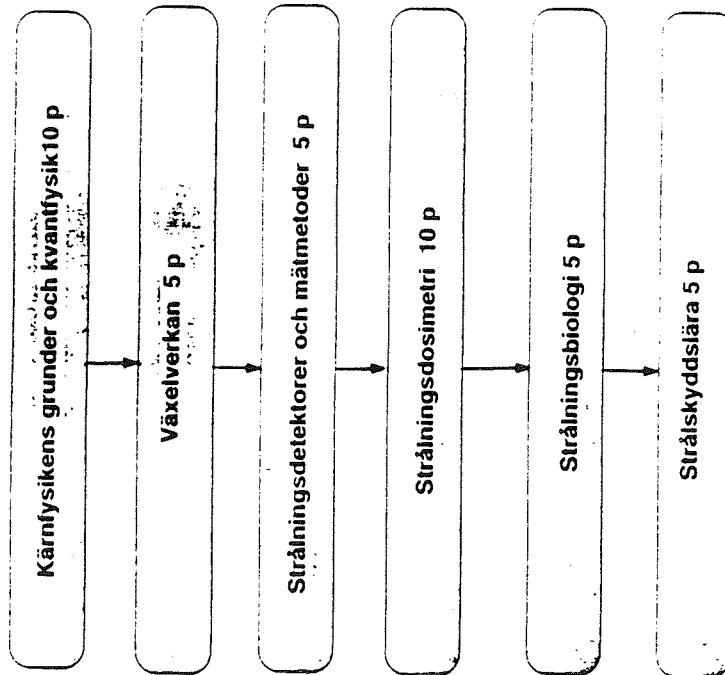 Kärnfysikens grunder och kvantfysik10 p
Växelverkan 5 p
Strålningsdetektorer och mätmetoder 5 p
Strålningsdosimetri 10 p
Strålningsbiologi 5 p
Strålskyddslära 5 p